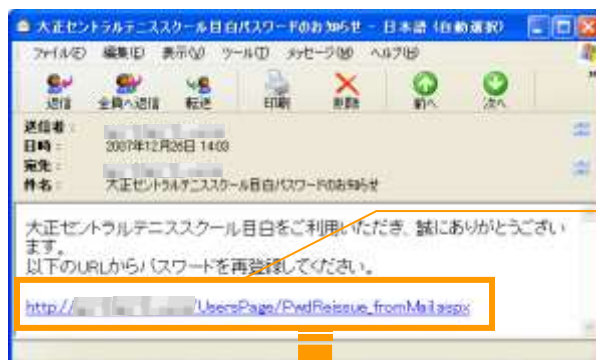 大正セントラルテニススクール目白パスワードのお知らせ - 日本語 (自動選択)
ファイル(F) 編集(E) 表示(V) ツール(T) メッセージ(M) ヘルプ(H)
返信 全員へ返信 転送 印刷 削除 前へ 次へ
送信者:
日時: 2007年12月26日 14:03
宛先:
件名: 大正セントラルテニススクール目白パスワードのお知らせ
大正セントラルテニススクール目白をご利用いただき、誠にありがとうござい
ます。
以下のURLからパスワードを再登録してください。
http:// /UsersPage/PwdReissue_fromMail.aspx